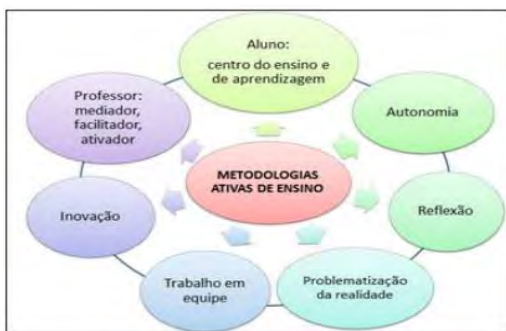 Aluno:
centro do ensino e
de aprendizagem
Autonomia
Reflexão
Problematização
da realidade
Trabalho em
equipe
Inovação
Professor:
mediador,
facilitador,
ativador
METODOLOGIAS
ATIVAS DE ENSINO